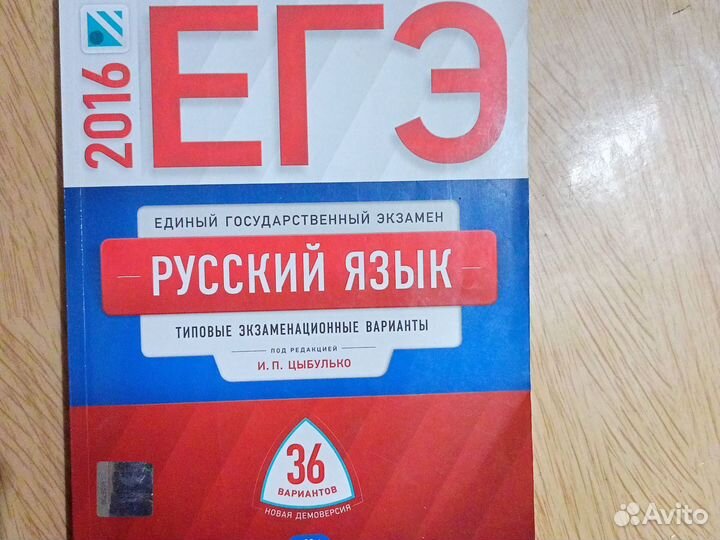 2016
ЕГЭ
ЕДИНЫЙ ГОСУДАРСТВЕННЫЙ ЭКЗАМЕН
РУССКИЙ ЯЗЫК
ТИПОВЫЕ ЭКЗАМЕНАЦИОННЫЕ ВАРИАНТЫ
ПОД РЕДАКЦИЕЙ
И. П. ЦЫБУЛЬКО
36
ВАРИАНТОВ
НОВАЯ ДЕМОВЕРСИЯ
Avito